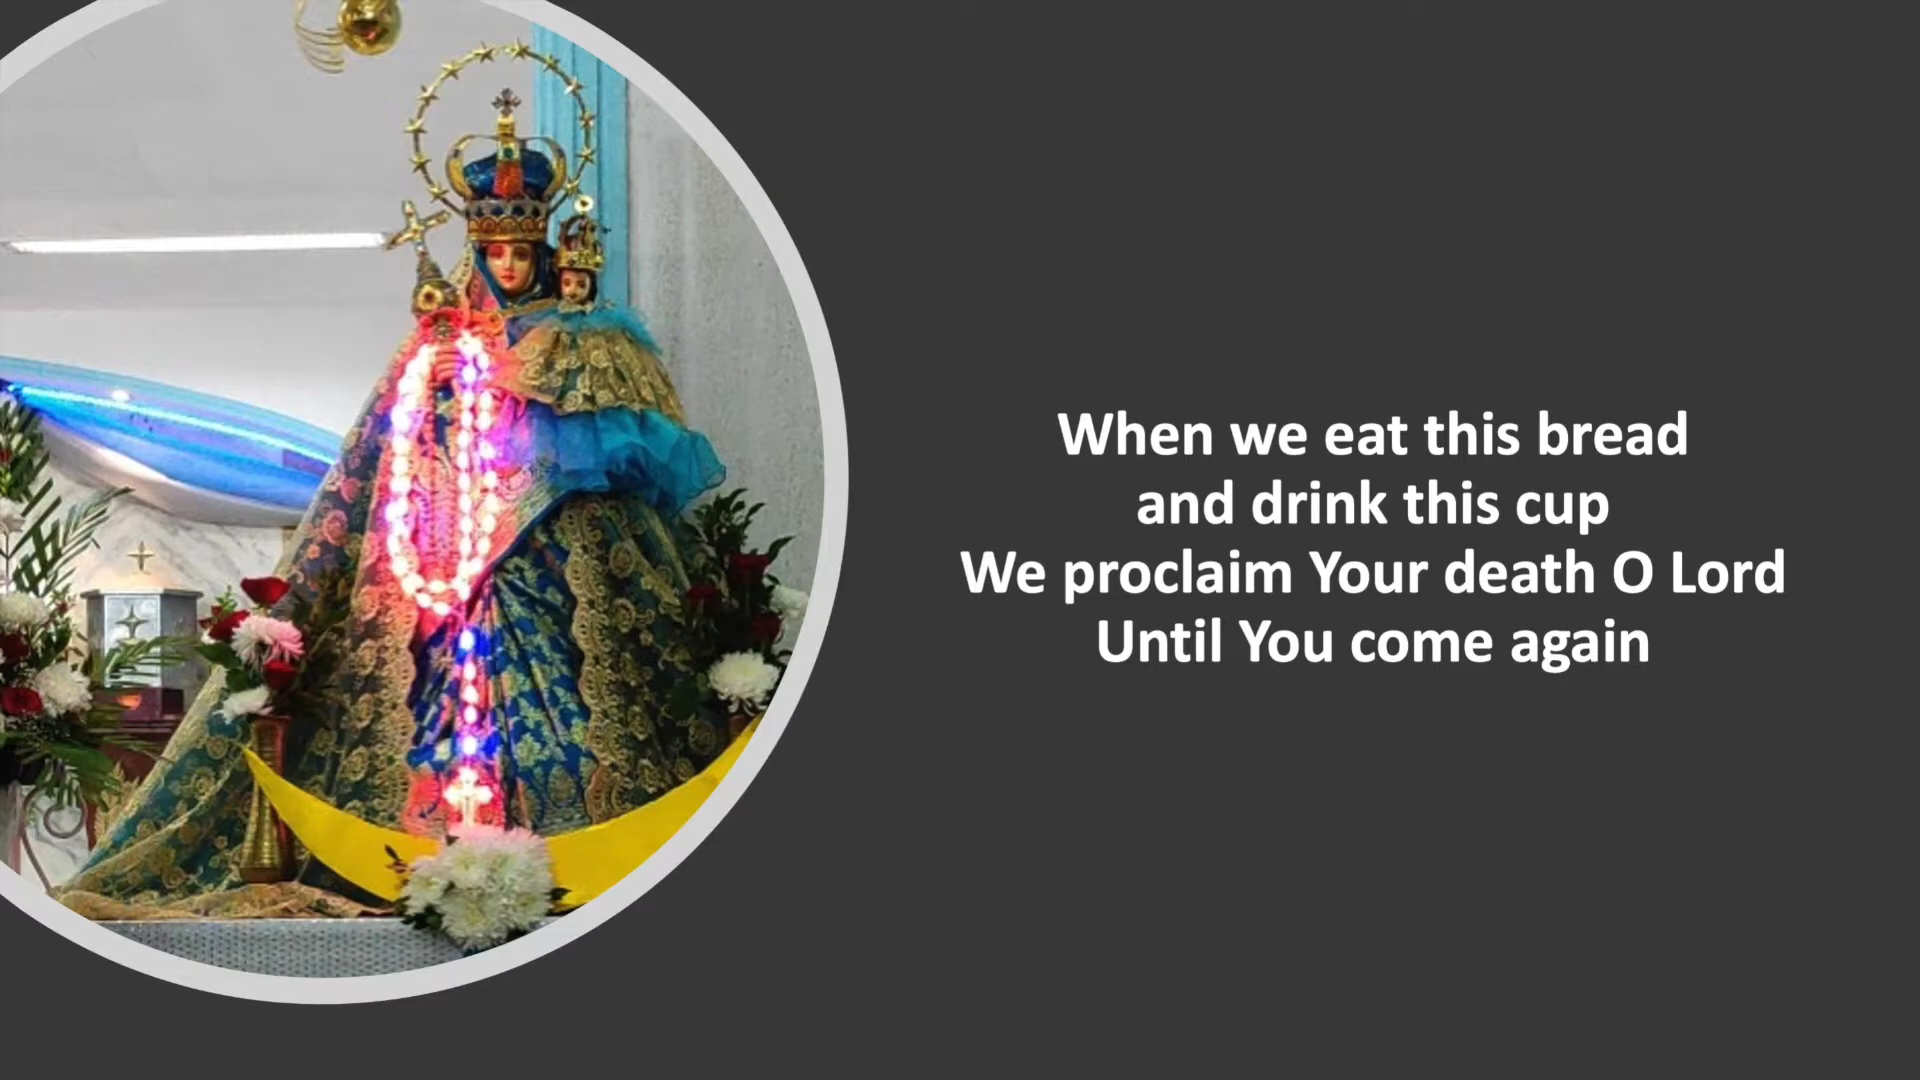 When we eat this bread
and drink this cup
We proclaim Your death O Lord
Until You come again